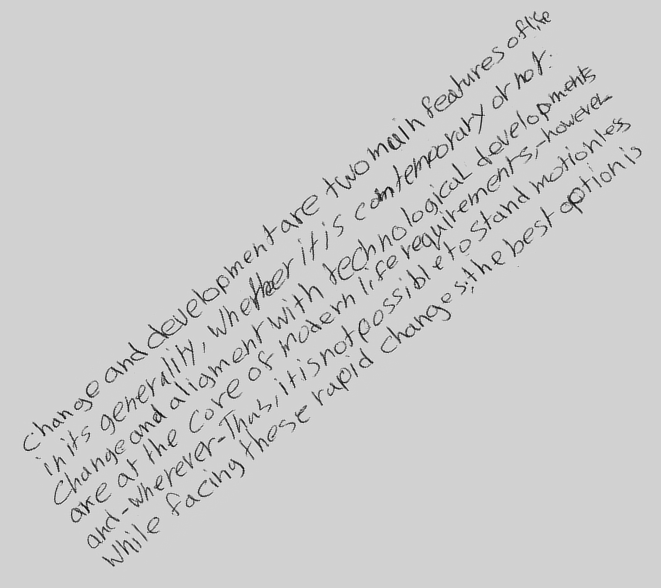 Change and development are two main features of life
in its generality, whether it is contemporary or not.
Change and aligment with technological developments
are at the core of modern life requirements,-however
and-wherever-Thus, it is not possible to stand motionless
while facing these rapid changes; the best option is